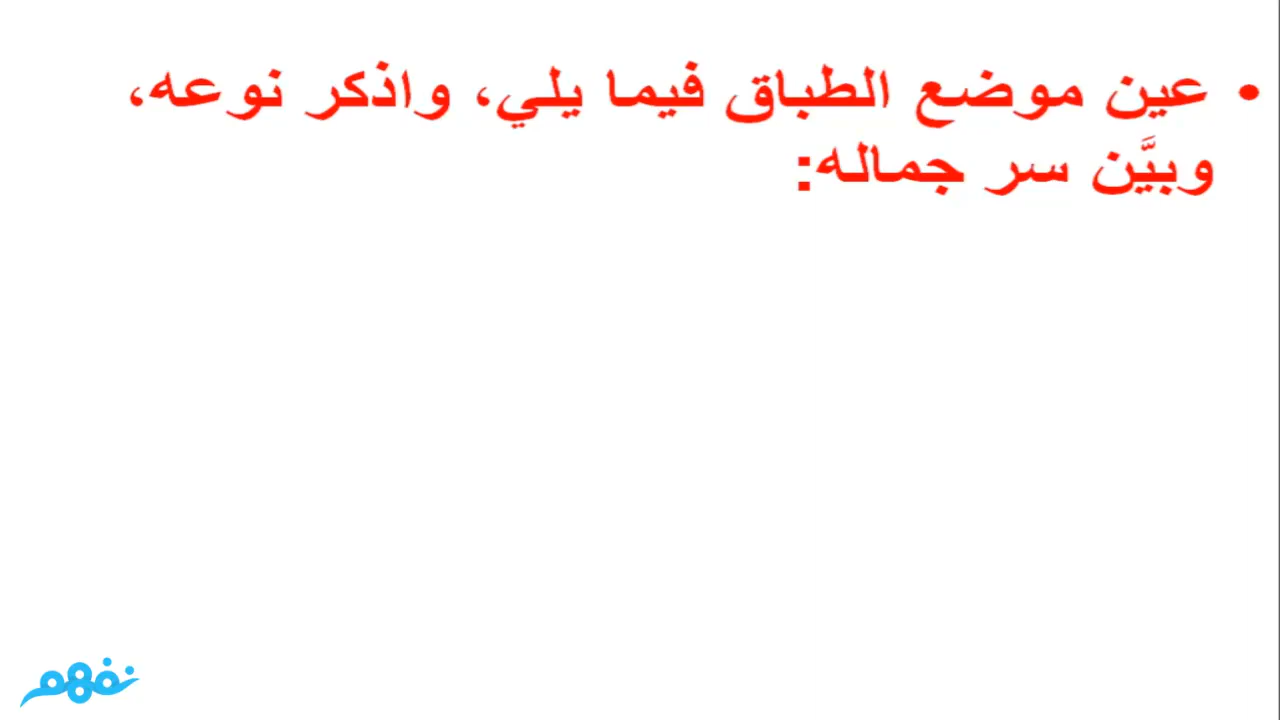 • عين موضع الطباق فيما يلي، واذكر نوعه،
وبيَّن سر جماله:
نفهم